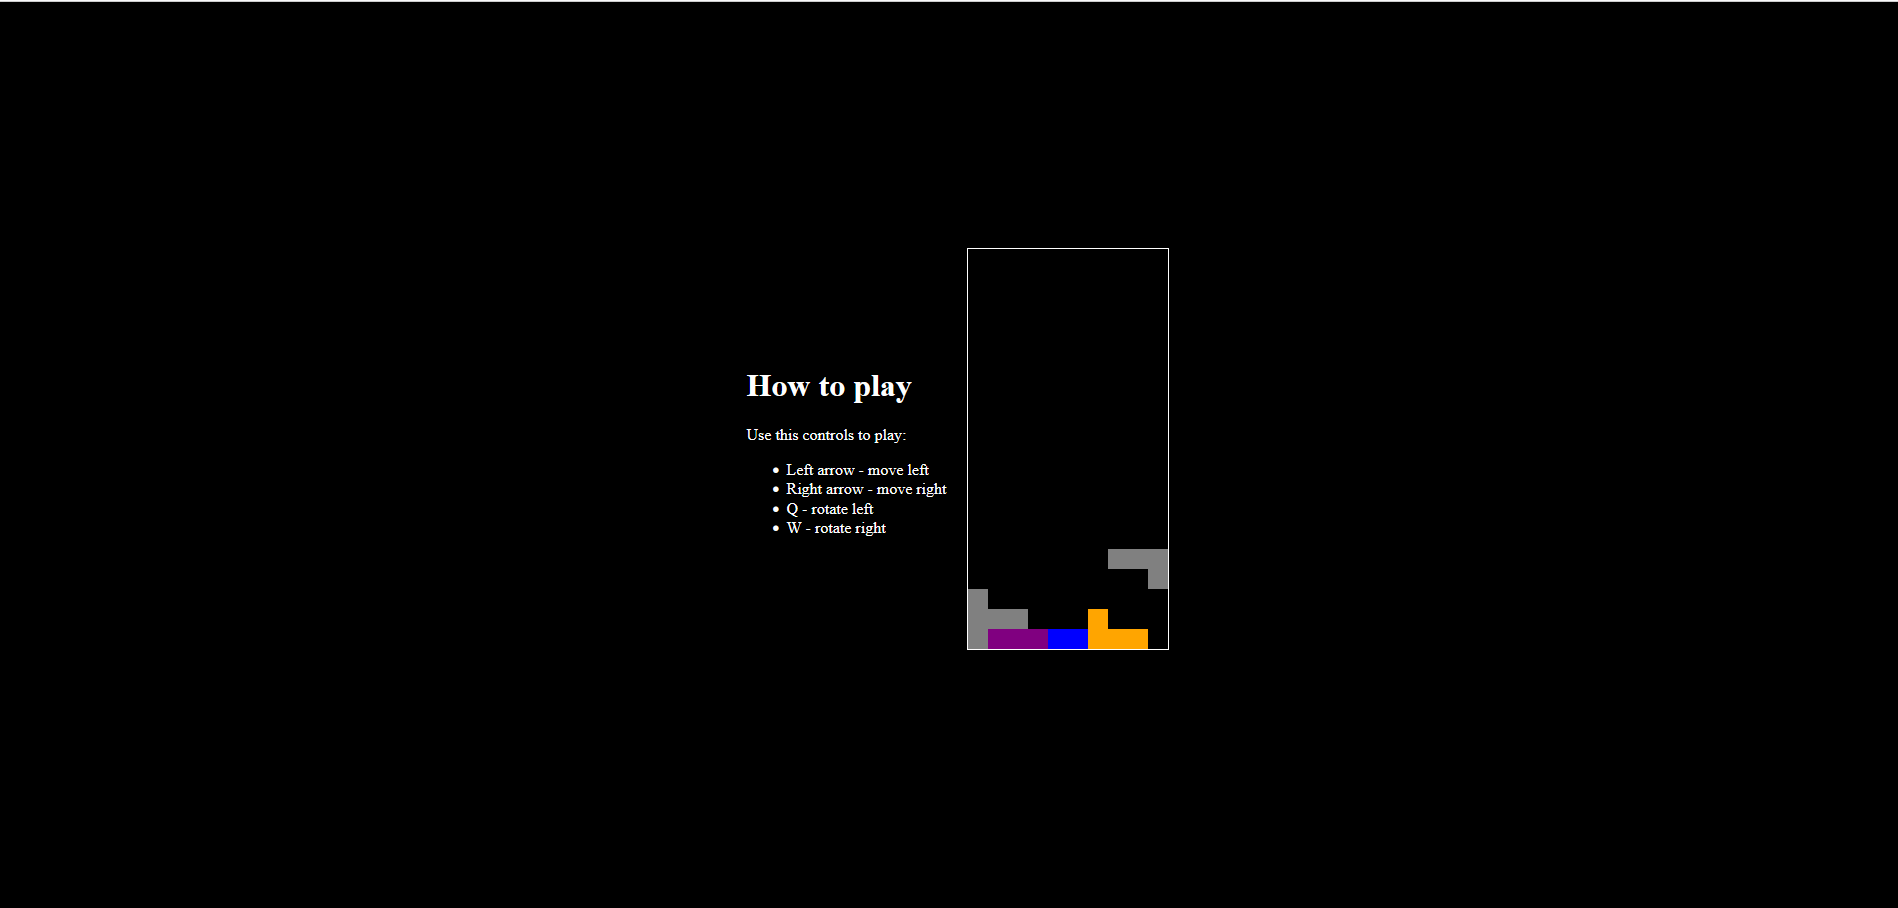 How to play
Use this controls to play:
Left arrow - move left
Right arrow - move right
Q - rotate left
W - rotate right